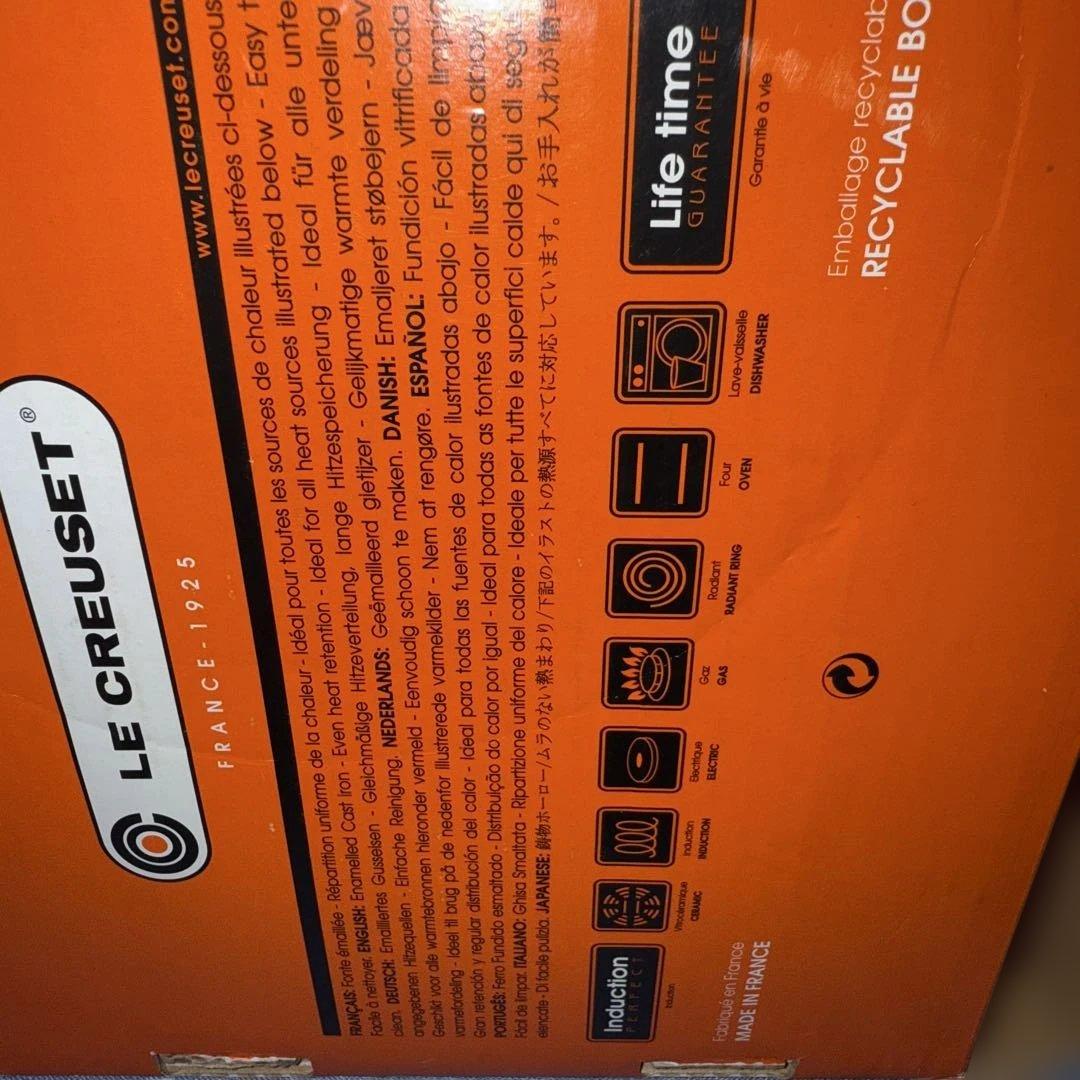 LE CREUSET®
FRANCE - 1925
www.lecreuset.com
FRANÇAIS: Fonte émaillée - Répartition uniforme de la chaleur - Idéal pour toutes les sources de chaleur illustrées ci-dessous
Facile à nettoyer. ENGLISH: Enamelled Cast Iron - Even heat retention - Ideal for all heat sources illustrated below - Easy t
clean. DEUTSCH: Emailliertes Gusseisen - Gleichmäßige Hitzeverteilung, lange Hitzespeicherung - Ideal für alle unte
angegebenen Hitzequellen - Einfache Reinigung. NEDERLANDS: Geëmailleerd gietijzer - Gelijkmatige warmte verdeling
Geschikt voor alle warmtebronnen hieronder vermeld - Eenvoudig schoon te maken. DANISH: Emaljeret støbejern - Jæv
varmefordeling - Ideel til brug på de nedenfor illustrerede varmekilder - Nem at rengøre. ESPAÑOL: Fundición vitrificada
Gran retención y regular distribución del calor - Ideal para todas las fuentes de calor ilustradas abajo - Fácil de limpi
PORTUGÊS: Ferro Fundido esmaltado - Distribuição do calor por igual - Ideal para todas as fontes de calor ilustradas abaix
Fácil de limpar. ITALIANO: Ghisa Smaltata - Ripartizione uniforme del calore - Ideale per tutte le superfici calde qui di segui
elencate - Di facile pulizia. JAPANESE: 鋳物ホーロー/ムラのない熱まわり/下記のイラストの熱源すべてに対応しています。/お手入れが簡
Induction
PERFECT
Induction
Vitrocéramique
CERAMIC
Induction
INDUCTION
Electrique
ELECTRIC
Gaz
GAS
Radiant
RADIANT RING
Four
OVEN
Lave-vaisselle
DISHWASHER
Life time
GUARANTEE
Garantie à vie
Fabriqué en France
MADE IN FRANCE
Emballage recyclab
RECYCLABLE BO